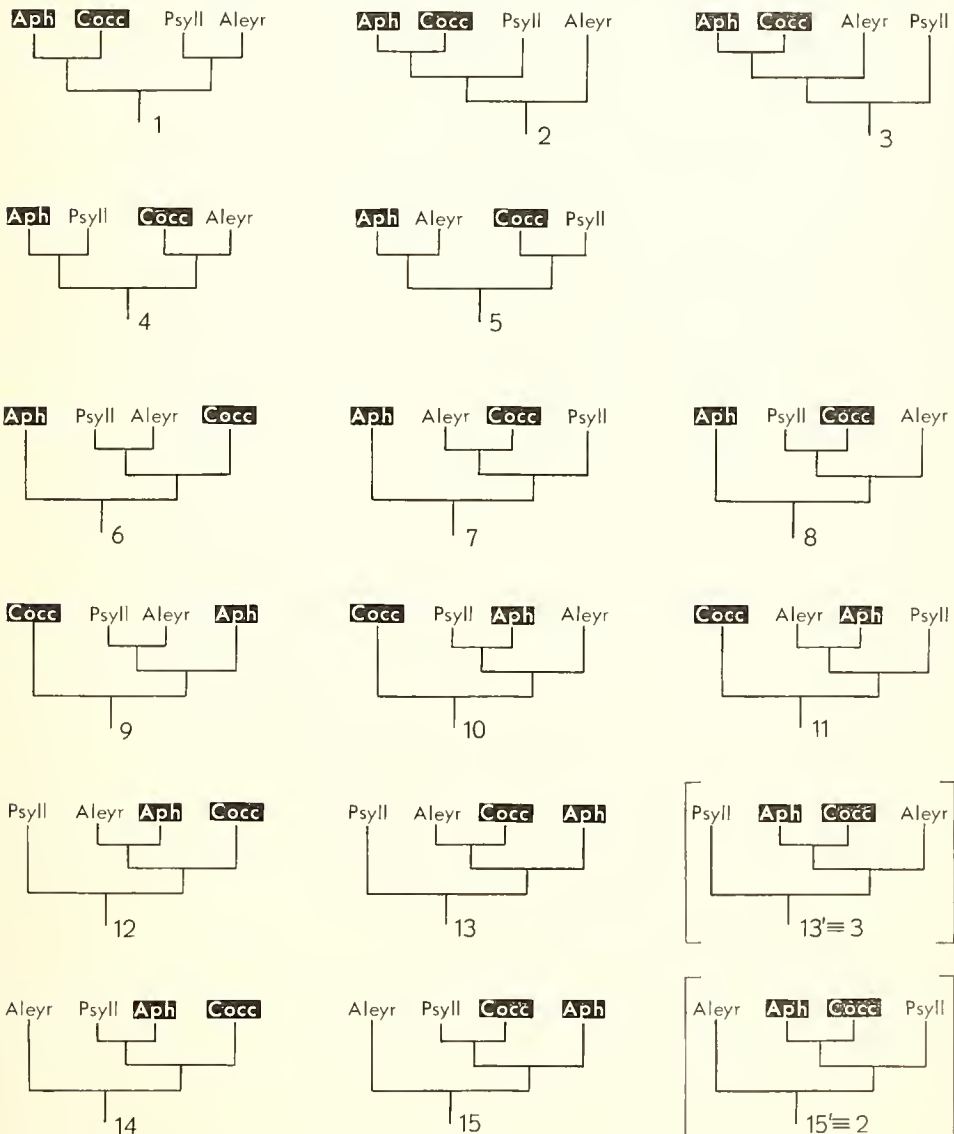 Aph Cocc Psyll Aleyr
1
Aph Cocc Psyll Aleyr
2
Aph Cocc Aleyr Psyll
3
Aph Psyll Cocc Aleyr
4
Aph Aleyr Cocc Psyll
5
Aph Psyll Aleyr Cocc
6
Aph Aleyr Cocc Psyll
7
Aph Psyll Cocc Aleyr
8
Cocc Psyll Aleyr Aph
9
Cocc Psyll Aph Aleyr
10
Cocc Aleyr Aph Psyll
11
Psyll Aleyr Aph Cocc
12
Psyll Aleyr Cocc Aph
13
Psyll Aph Cocc Aleyr
13'≡ 3
Aleyr Psyll Aph Cocc
14
Aleyr Psyll Cocc Aph
15
Aleyr Aph Cocc Psyll
15'≡ 2